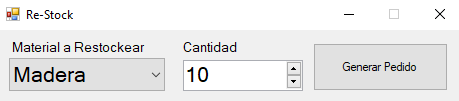 Re-Stock
Material a Restockear
Cantidad
Madera
10
Generar Pedido